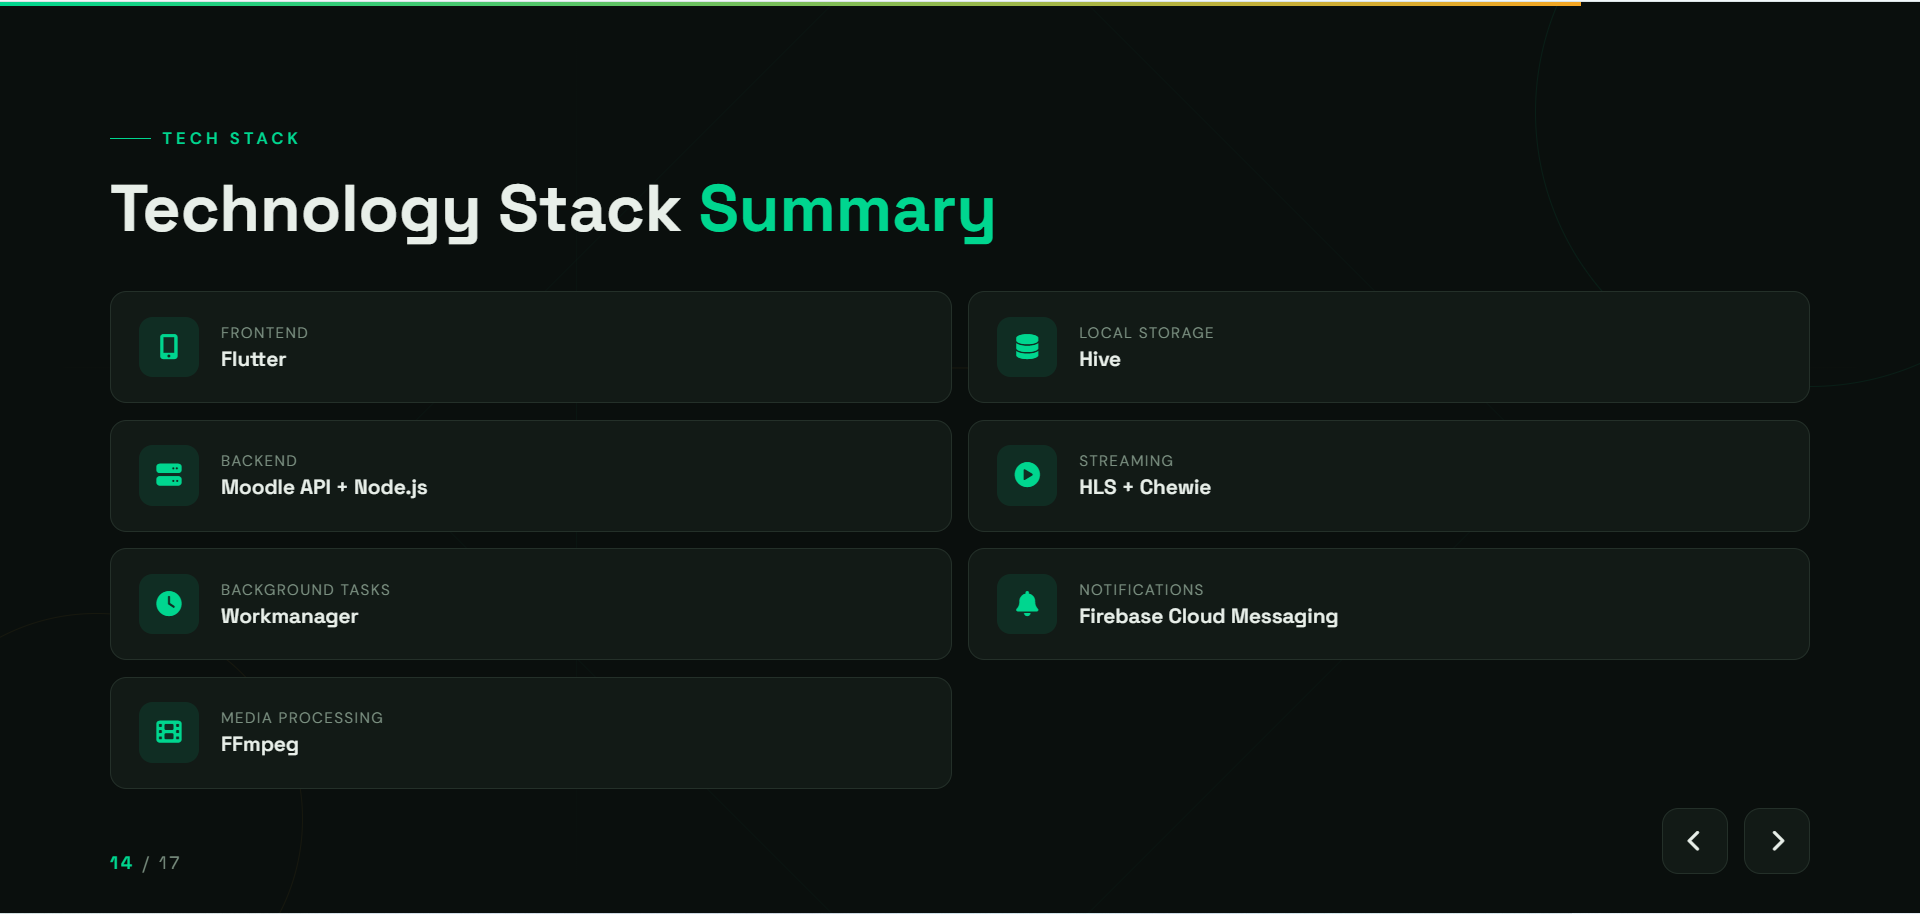 TECH STACK
Technology Stack Summary
FRONTEND
Flutter
LOCAL STORAGE
Hive
BACKEND
Moodle API + Node.js
STREAMING
HLS + Chewie
BACKGROUND TASKS
Workmanager
NOTIFICATIONS
Firebase Cloud Messaging
MEDIA PROCESSING
FFmpeg
14 / 17